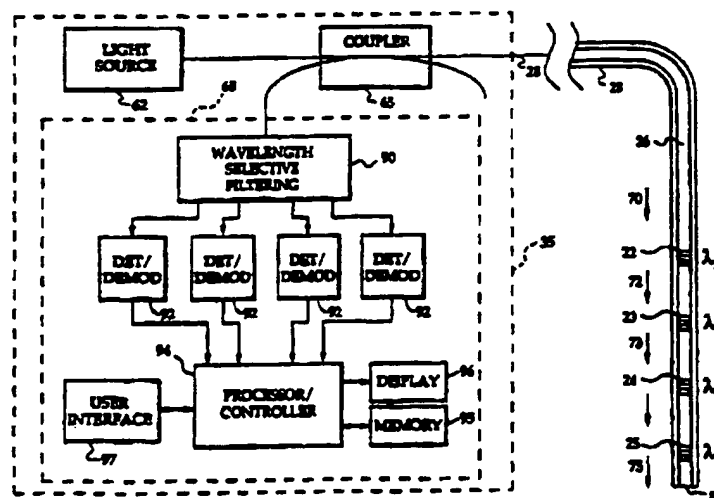 LIGHT
SOURCE
62
COUPLER
65
28
28
68
WAVELENGTH
SELECTIVE
FILTERING
90
DET/
DEMOD
92
DET/
DEMOD
92
DET/
DEMOD
92
DET/
DEMOD
92
35
94
PROCESSOR/
CONTROLLER
DISPLAY
96
MEMORY
95
USER
INTERFACE
97
26
70
22
λ
72
23
λ
73
24
λ
25
λ
75